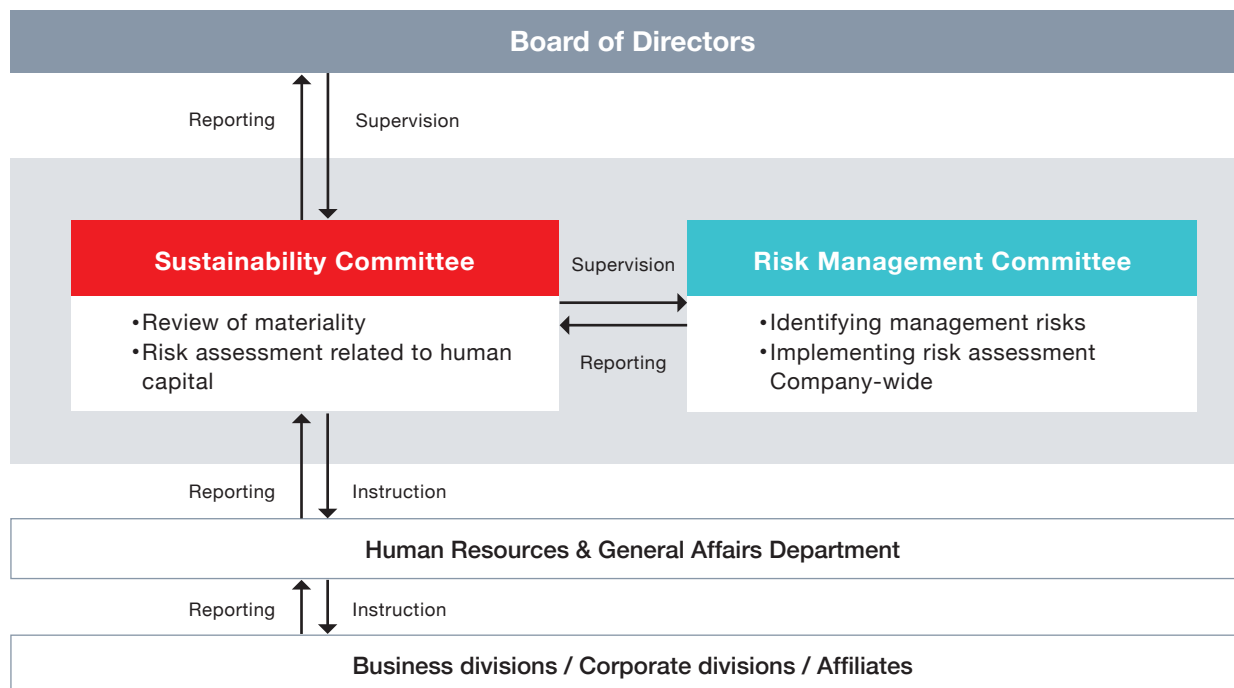 Board of Directors
Reporting
Supervision
Sustainability Committee
•Review of materiality
•Risk assessment related to human
capital
Supervision
Reporting
Risk Management Committee
•Identifying management risks
•Implementing risk assessment
Company-wide
Reporting
Instruction
Human Resources & General Affairs Department
Reporting
Instruction
Business divisions / Corporate divisions / Affiliates